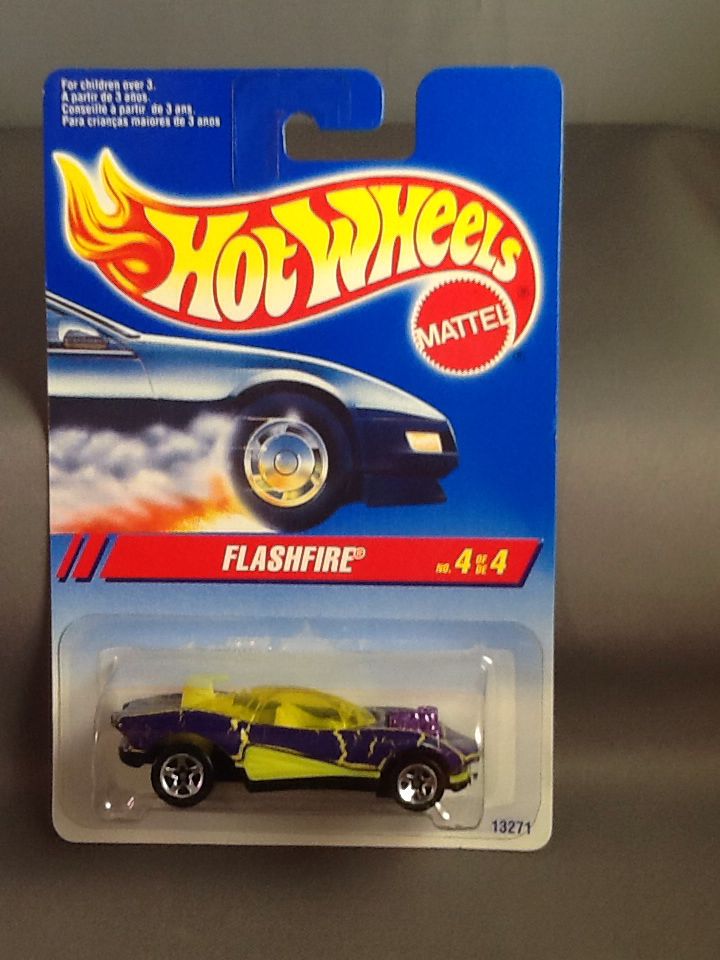 For children over 3.
A partir de 3 años.
Conseillé à partir de 3 ans.
Para crianças maiores de 3 anos
HOT WHEELS®
MATTEL®
FLASHFIRE® NO. 4 OF DE 4
13271